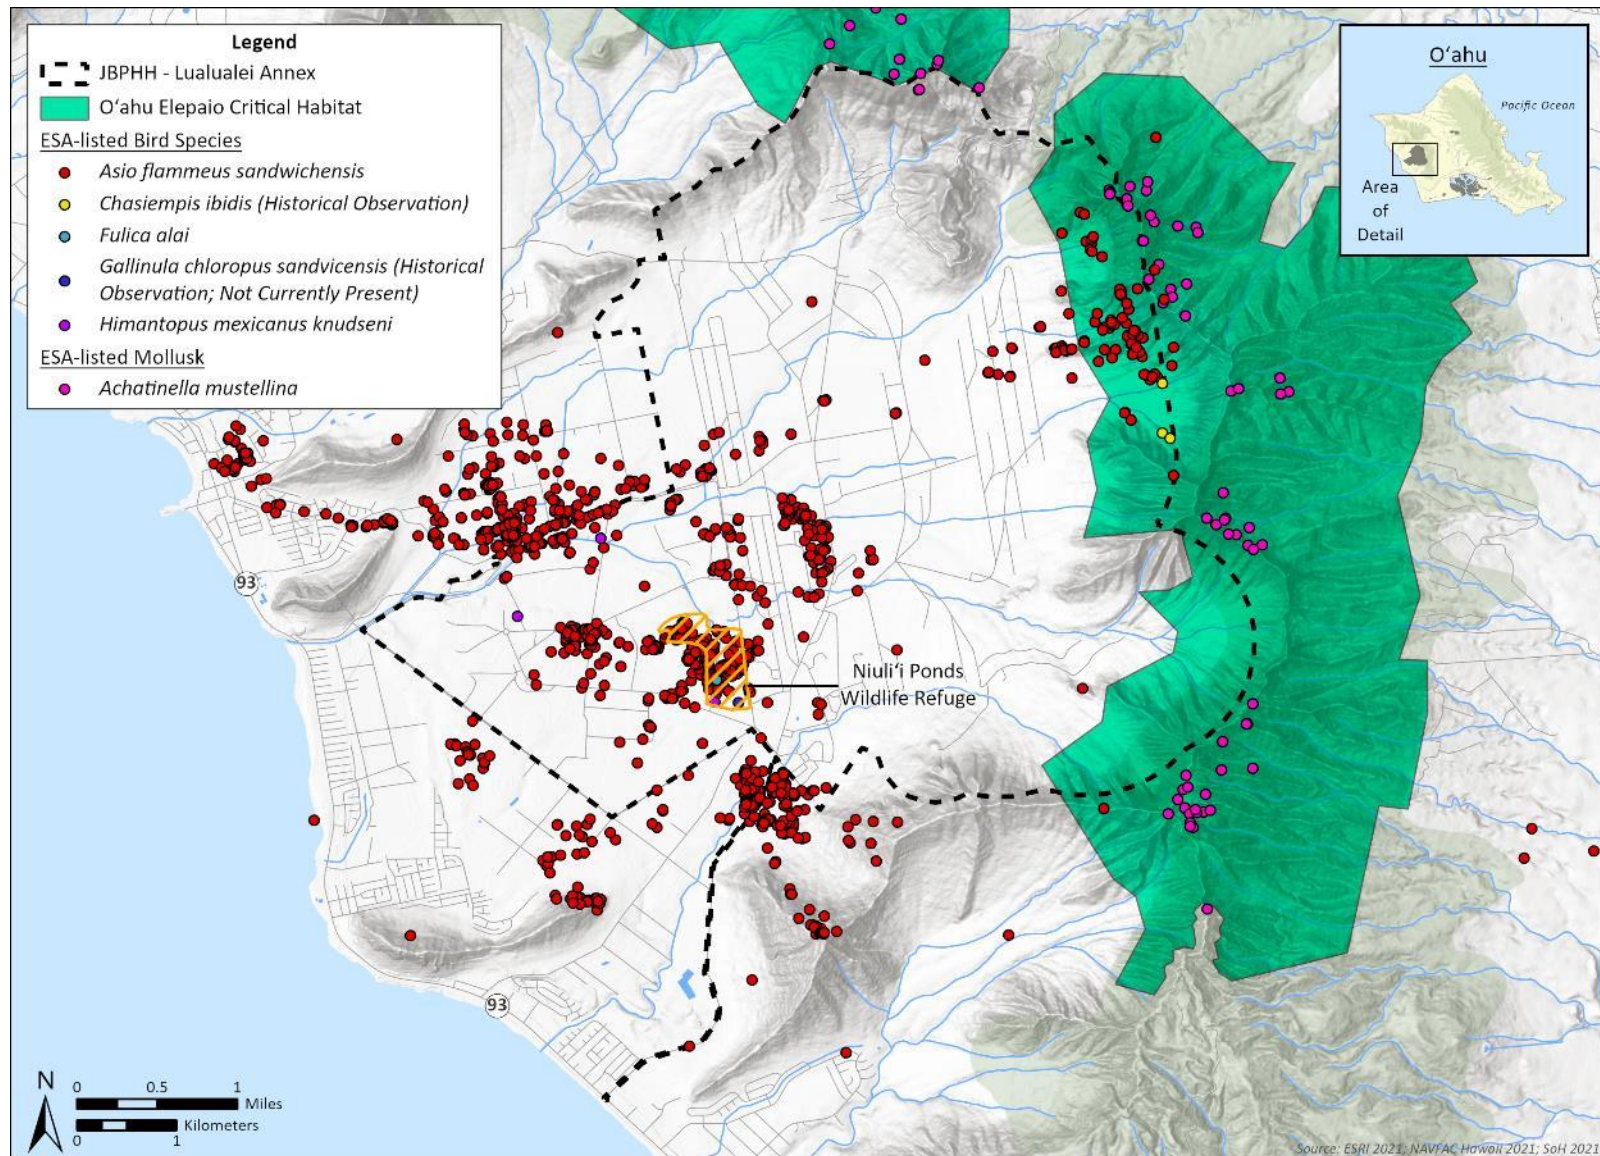 Legend
JBPHH - Lualualei Annex
Oʻahu Elepaio Critical Habitat
ESA-listed Bird Species
Asio flammeus sandwichensis
Chasiempis ibidis (Historical Observation)
Fulica alai
Gallinula chloropus sandvicensis (Historical
Observation; Not Currently Present)
Himantopus mexicanus knudseni
ESA-listed Mollusk
Achatinella mustellina
Oʻahu
Pacific Ocean
Area
of
Detail
93
Niuliʻi Ponds
Wildlife Refuge
93
N
0 0.5 1
Miles
Kilometers
0 1
Source: ESRI 2021; NAVFAC Hawaii 2021; SoH 2021